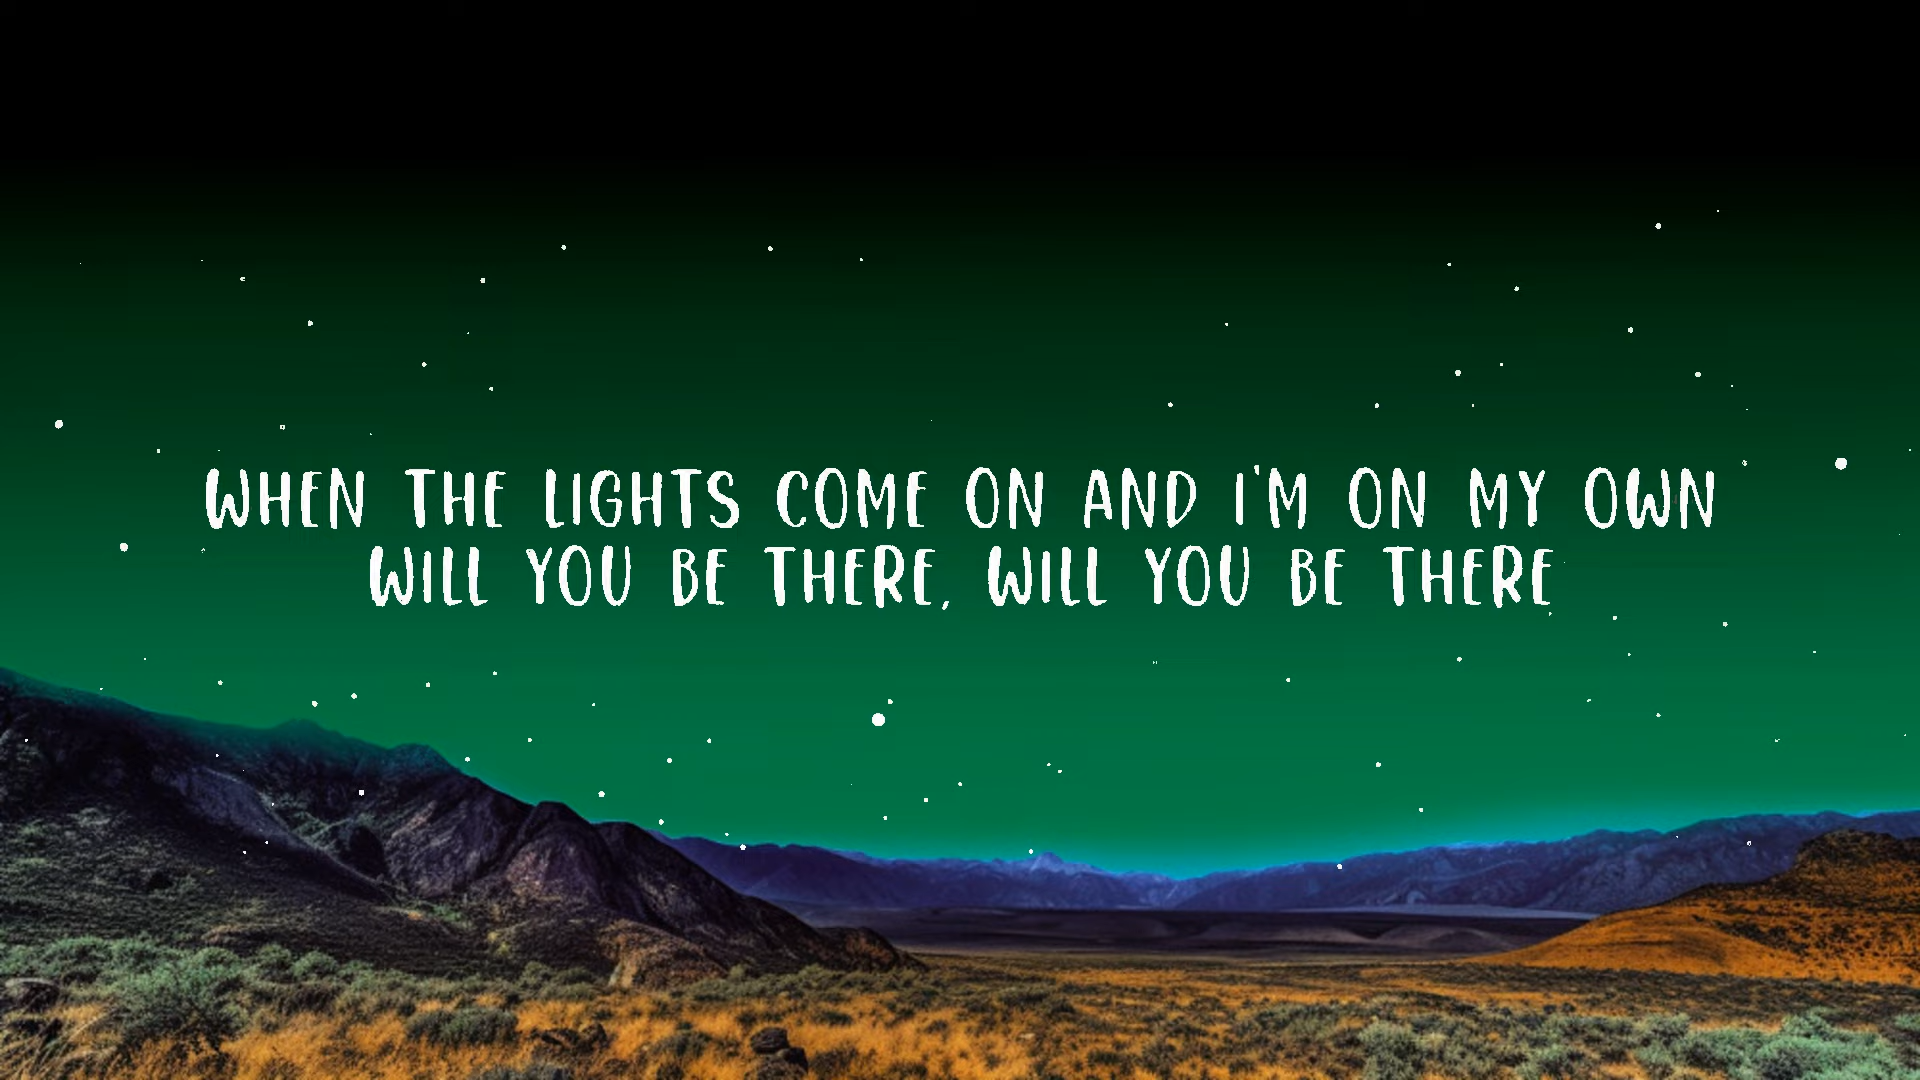 WHEN THE LIGHTS COME ON AND I'M ON MY OWN
WILL YOU BE THERE, WILL YOU BE THERE